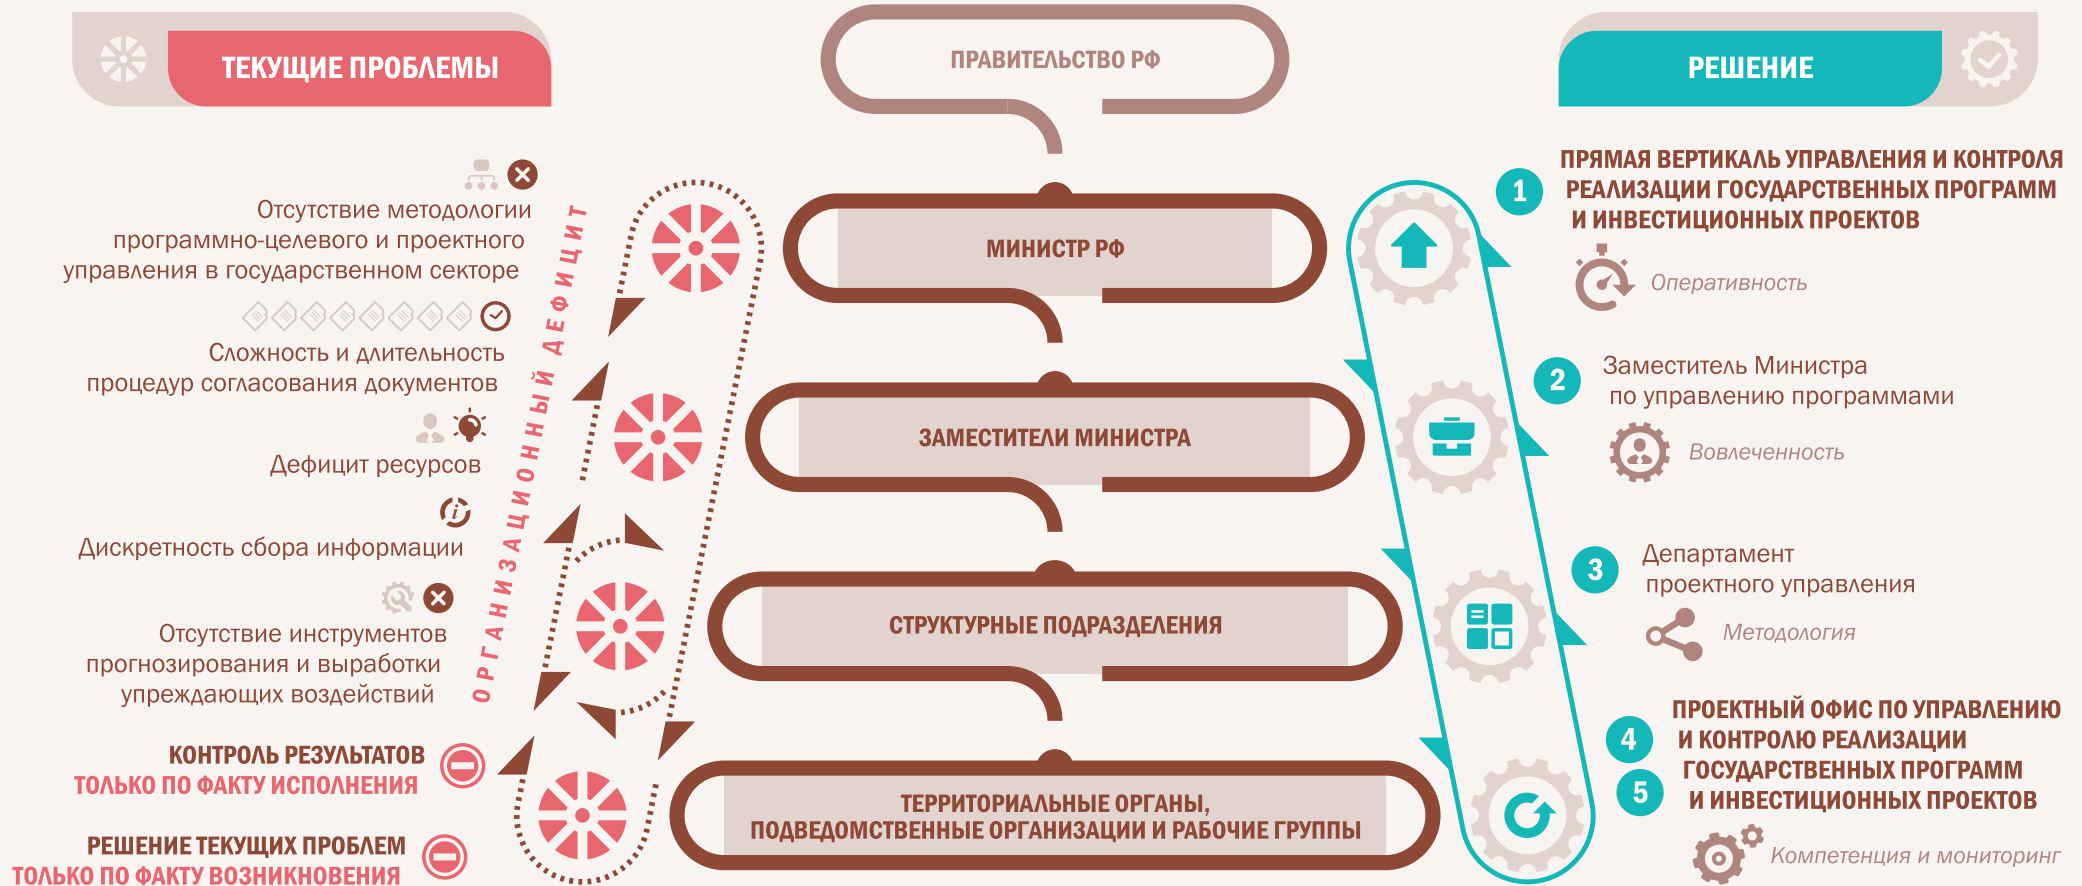 ТЕКУЩИЕ ПРОБЛЕМЫ
Отсутствие методологии
программно-целевого и проектного
управления в государственном секторе
Сложность и длительность
процедур согласования документов
Дефицит ресурсов
Дискретность сбора информации
Отсутствие инструментов
прогнозирования и выработки
упреждающих воздействий
КОНТРОЛЬ РЕЗУЛЬТАТОВ
ТОЛЬКО ПО ФАКТУ ИСПОЛНЕНИЯ
РЕШЕНИЕ ТЕКУЩИХ ПРОБЛЕМ
ТОЛЬКО ПО ФАКТУ ВОЗНИКНОВЕНИЯ
ОРГАНИЗАЦИОННЫЙ ДЕФИЦИТ
ПРАВИТЕЛЬСТВО РФ
МИНИСТР РФ
ЗАМЕСТИТЕЛИ МИНИСТРА
СТРУКТУРНЫЕ ПОДРАЗДЕЛЕНИЯ
ТЕРРИТОРИАЛЬНЫЕ ОРГАНЫ,
ПОДВЕДОМСТВЕННЫЕ ОРГАНИЗАЦИИ И РАБОЧИЕ ГРУППЫ
РЕШЕНИЕ
1
ПРЯМАЯ ВЕРТИКАЛЬ УПРАВЛЕНИЯ И КОНТРОЛЯ
РЕАЛИЗАЦИИ ГОСУДАРСТВЕННЫХ ПРОГРАММ
И ИНВЕСТИЦИОННЫХ ПРОЕКТОВ
Оперативность
2
Заместитель Министра
по управлению программами
Вовлеченность
3
Департамент
проектного управления
Методология
4
5
ПРОЕКТНЫЙ ОФИС ПО УПРАВЛЕНИЮ
И КОНТРОЛЮ РЕАЛИЗАЦИИ
ГОСУДАРСТВЕННЫХ ПРОГРАММ
И ИНВЕСТИЦИОННЫХ ПРОЕКТОВ
Компетенция и мониторинг